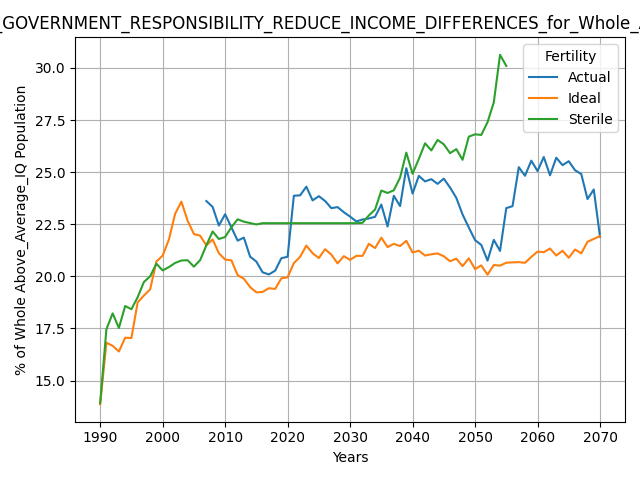 _GOVERNMENT_RESPONSIBILITY_REDUCE_INCOME_DIFFERENCES_for_Whole_
Fertility
Actual
Ideal
Sterile
% of Whole Above_Average_IQ Population
30.0
27.5
25.0
22.5
20.0
17.5
15.0
1990 2000 2010 2020 2030 2040 2050 2060 2070
Years